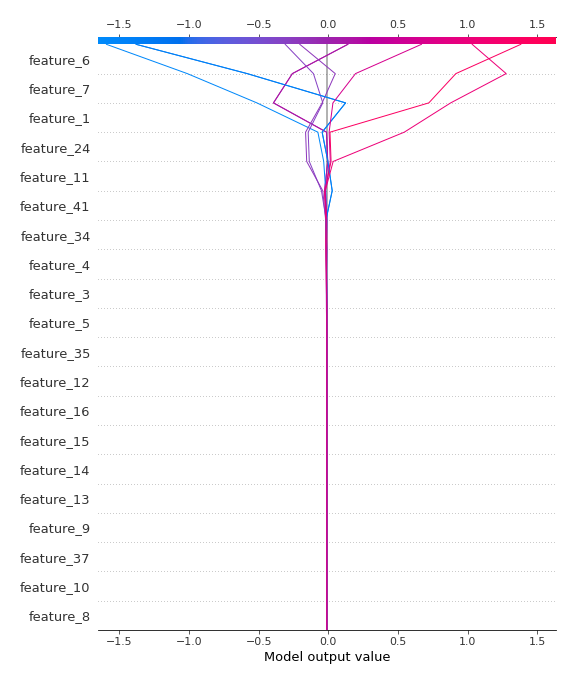 −1.5 −1.0 −0.5 0.0 0.5 1.0 1.5
feature_6
feature_7
feature_1
feature_24
feature_11
feature_41
feature_34
feature_4
feature_3
feature_5
feature_35
feature_12
feature_16
feature_15
feature_14
feature_13
feature_9
feature_37
feature_10
feature_8
−1.5 −1.0 −0.5 0.0 0.5 1.0 1.5
Model output value